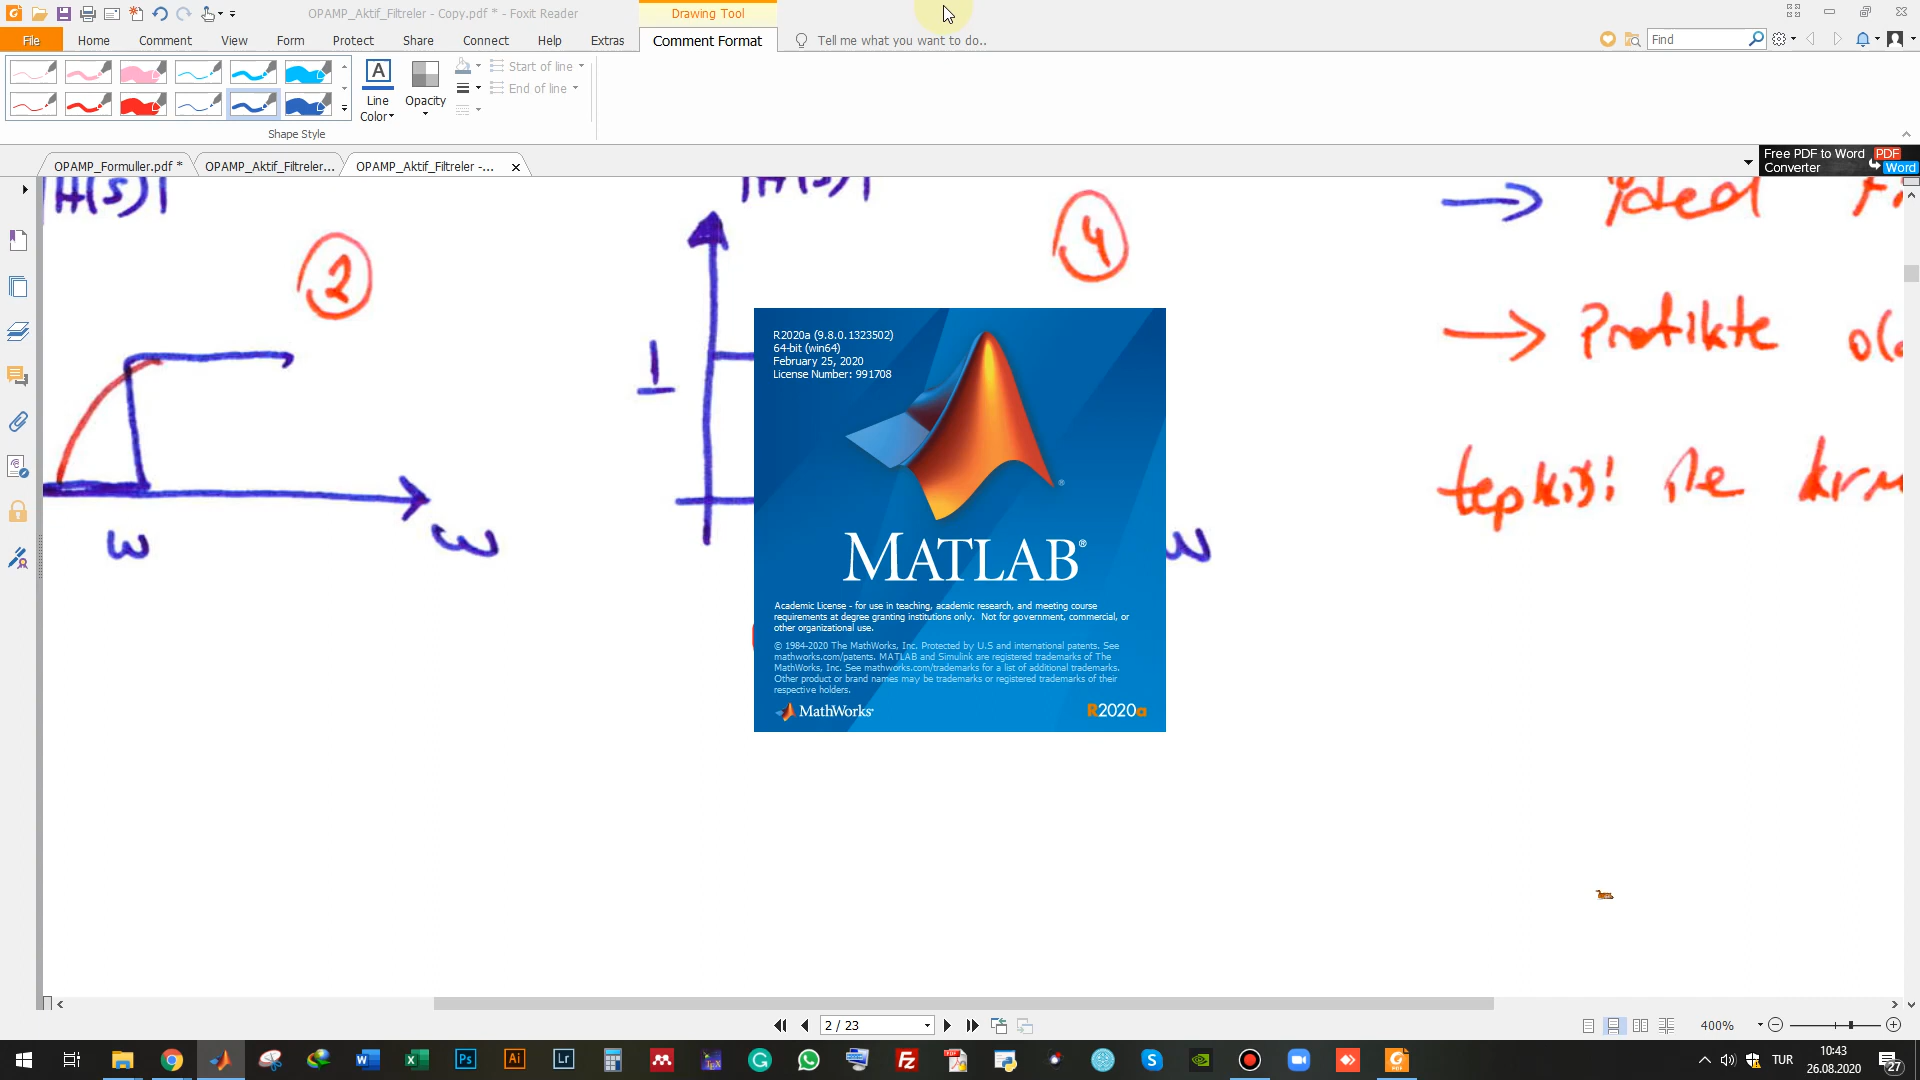 OPAMP_Aktif_Filtreler - Copy.pdf * - Foxit Reader
Drawing Tool
File Home Comment View Form Protect Share Connect Help Extras Comment Format Tell me what you want to do.. Find
Line Color
Opacity
Start of line
End of line
Shape Style
OPAMP_Formuller.pdf * OPAMP_Aktif_Filtreler... OPAMP_Aktif_Filtreler -...
Free PDF to Word Converter PDF Word
|H(s)|
|H(s)|
2
4
1
ω
ω
ω
→ ideal
→ Pratikte
tepkisi ile
R2020a (9.8.0.1323502)
64-bit (win64)
February 25, 2020
License Number: 991708
MATLAB®
Academic License - for use in teaching, academic research, and meeting course
requirements at degree granting institutions only. Not for government, commercial, or
other organizational use.
© 1984-2020 The MathWorks, Inc. Protected by U.S and international patents. See
mathworks.com/patents. MATLAB and Simulink are registered trademarks of The
MathWorks, Inc. See mathworks.com/trademarks for a list of additional trademarks.
Other product or brand names may be trademarks or registered trademarks of their
respective holders.
MathWorks® R2020a
2 / 23
400%
TUR
10:43
26.08.2020
27